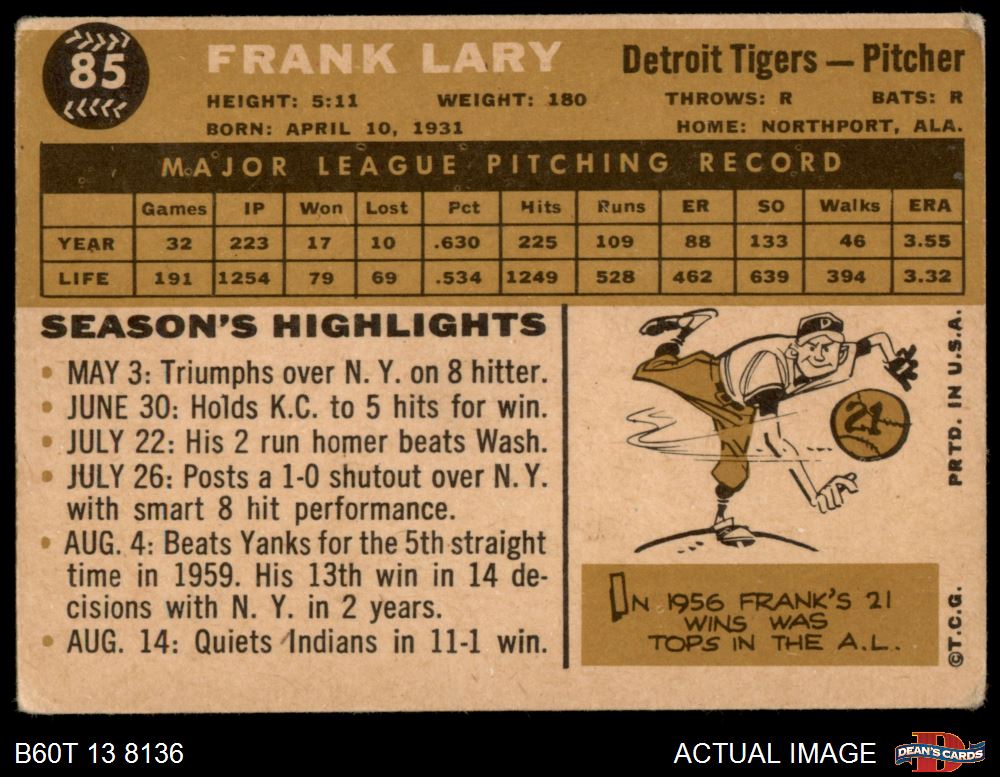 85
FRANK LARY
Detroit Tigers — Pitcher
HEIGHT: 5:11 WEIGHT: 180 THROWS: R BATS: R
BORN: APRIL 10, 1931 HOME: NORTHPORT, ALA.
MAJOR LEAGUE PITCHING RECORD
Games IP Won Lost Pct Hits Runs ER SO Walks ERA
YEAR 32 223 17 10 .630 225 109 88 133 46 3.55
LIFE 191 1254 79 69 .534 1249 528 462 639 394 3.32
SEASON'S HIGHLIGHTS
• MAY 3: Triumphs over N. Y. on 8 hitter.
• JUNE 30: Holds K.C. to 5 hits for win.
• JULY 22: His 2 run homer beats Wash.
• JULY 26: Posts a 1-0 shutout over N. Y.
with smart 8 hit performance.
• AUG. 4: Beats Yanks for the 5th straight
time in 1959. His 13th win in 14 de-
cisions with N. Y. in 2 years.
• AUG. 14: Quiets Indians in 11-1 win.
D
21
IN 1956 FRANK'S 21
WINS WAS
TOPS IN THE A.L.
PRTD. IN U.S.A.
©T.C.G.
B60T 13 8136
ACTUAL IMAGE
D
DEAN'S CARDS